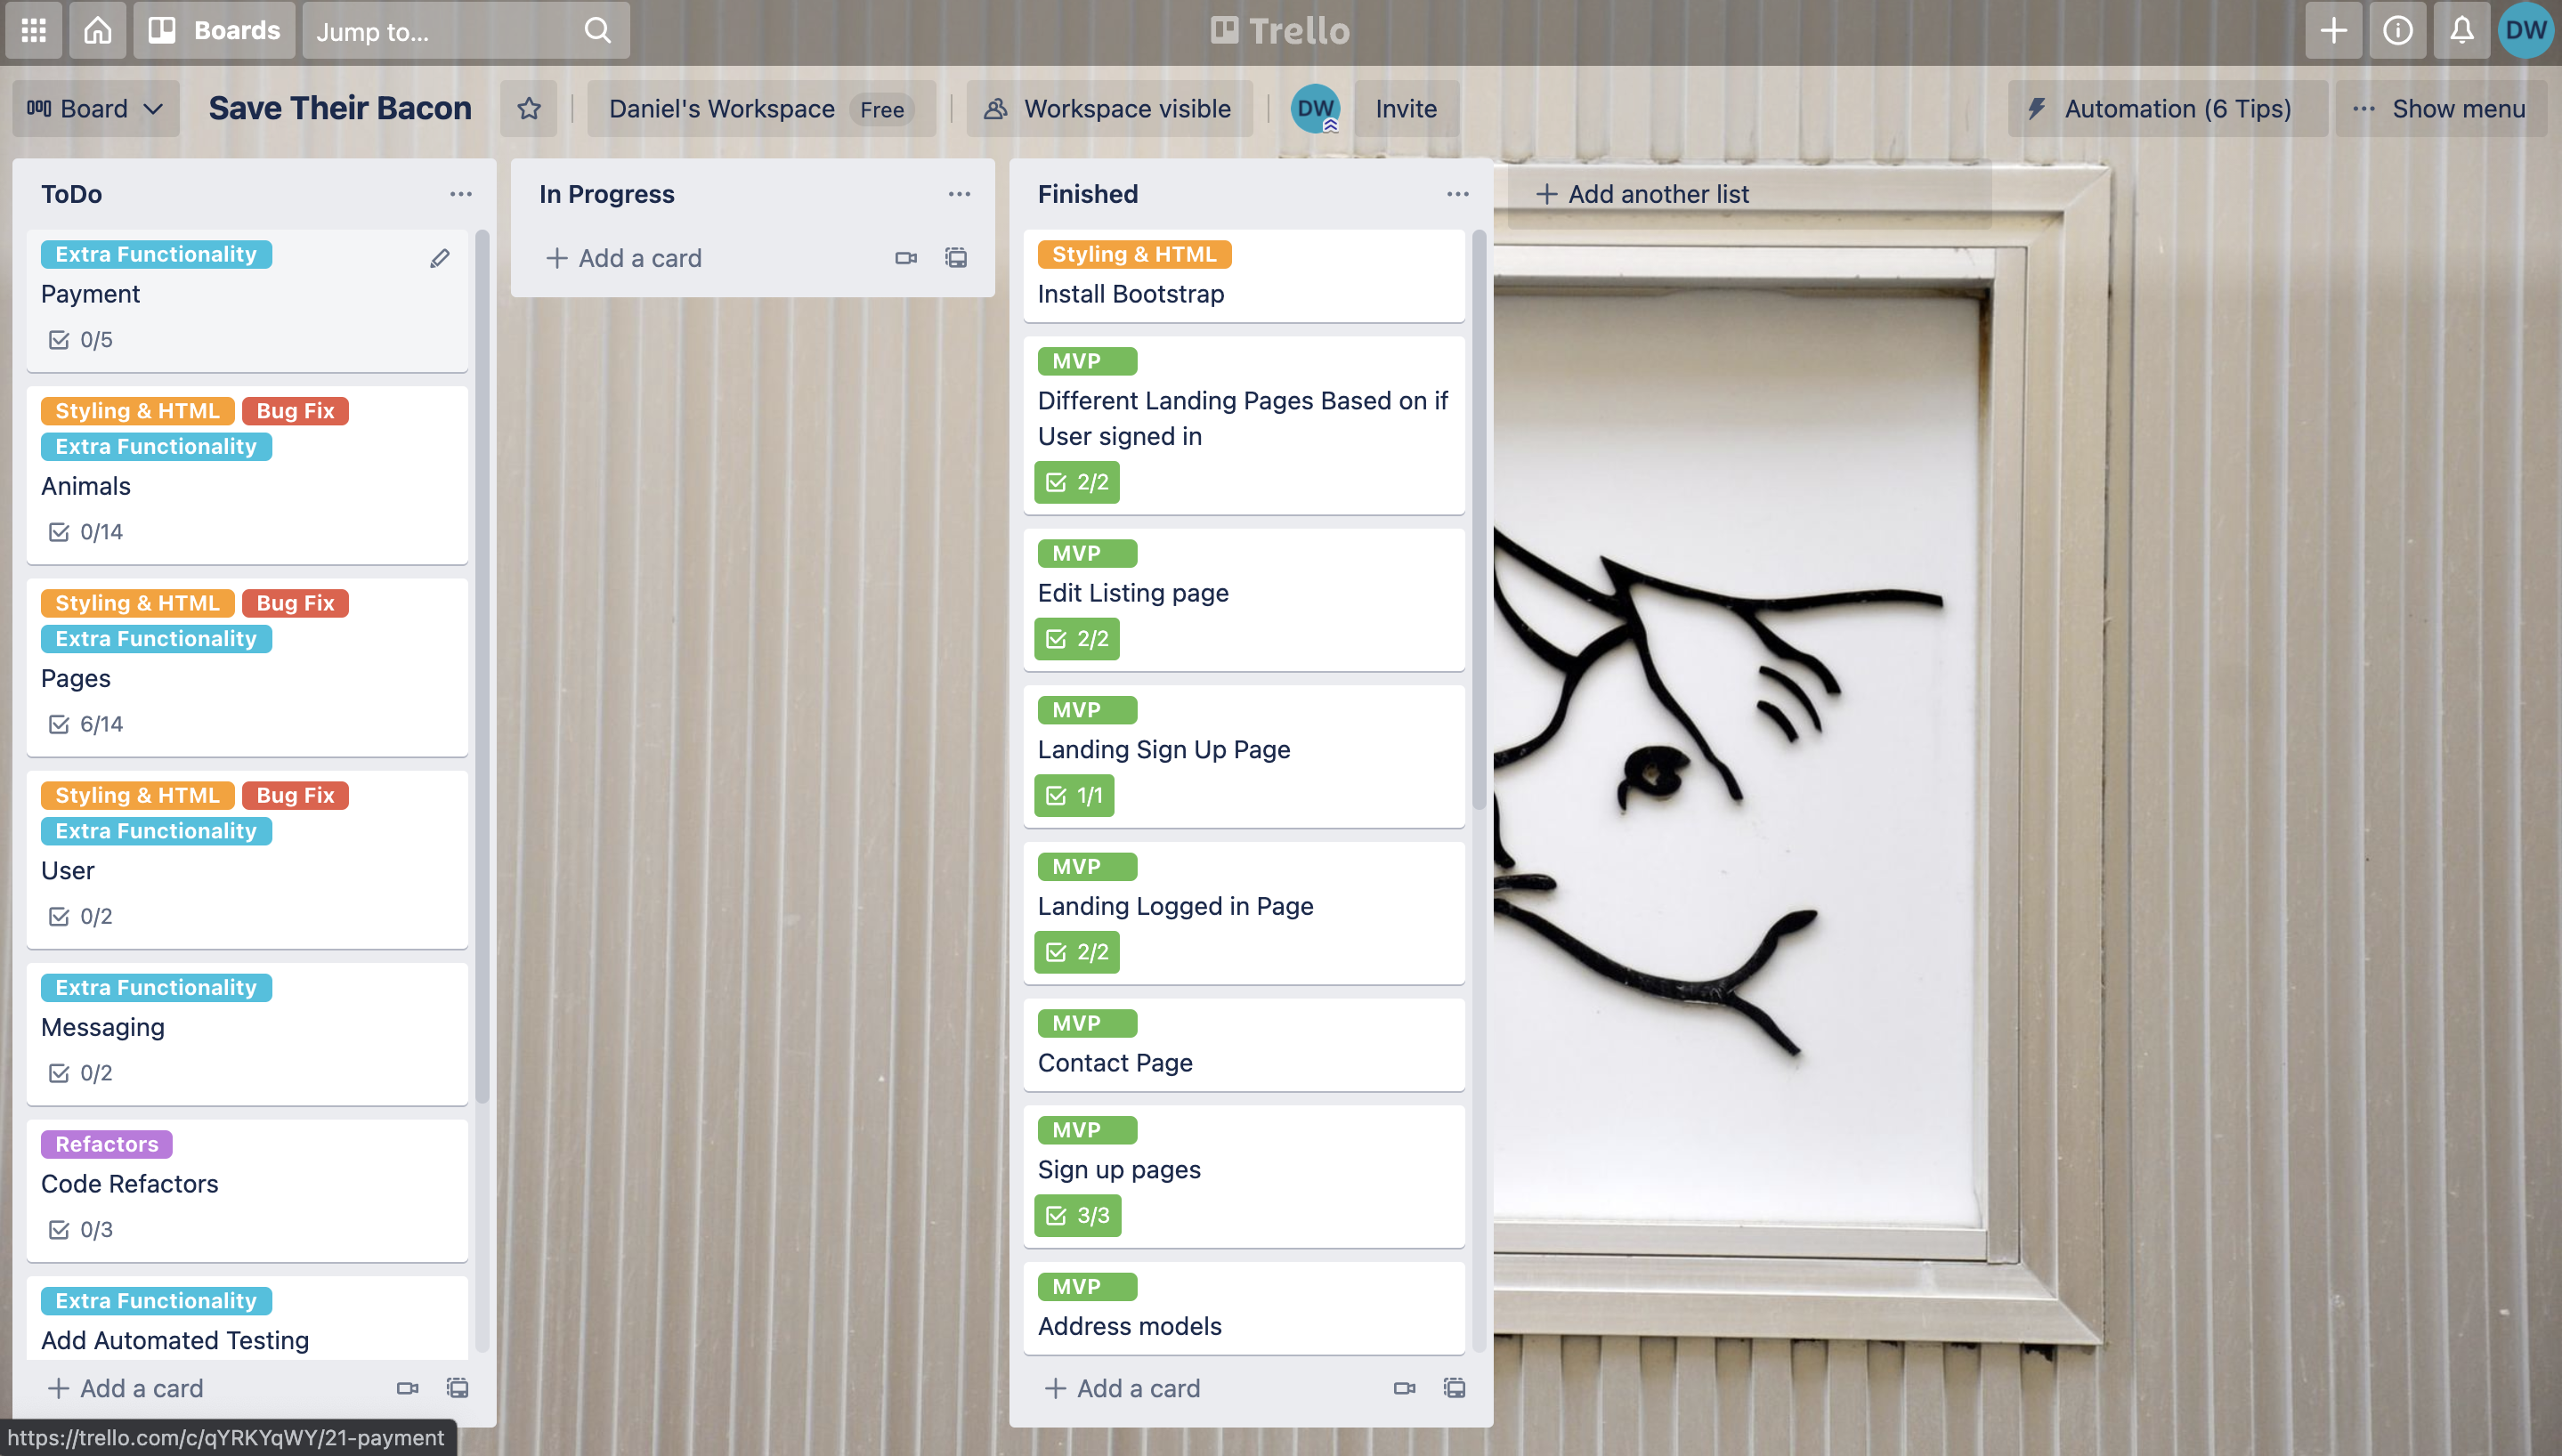 Boards
Jump to...
Trello
DW
Board
Save Their Bacon
Daniel's Workspace Free
Workspace visible
DW
Invite
Automation (6 Tips)
Show menu
ToDo
Extra Functionality
Payment
0/5
Styling & HTML Bug Fix
Extra Functionality
Animals
0/14
Styling & HTML Bug Fix
Extra Functionality
Pages
6/14
Styling & HTML Bug Fix
Extra Functionality
User
0/2
Extra Functionality
Messaging
0/2
Refactors
Code Refactors
0/3
Extra Functionality
Add Automated Testing
+ Add a card
In Progress
+ Add a card
Finished
Styling & HTML
Install Bootstrap
MVP
Different Landing Pages Based on if
User signed in
2/2
MVP
Edit Listing page
2/2
MVP
Landing Sign Up Page
1/1
MVP
Landing Logged in Page
2/2
MVP
Contact Page
MVP
Sign up pages
3/3
MVP
Address models
+ Add a card
+ Add another list
https://trello.com/c/qYRKYqWY/21-payment